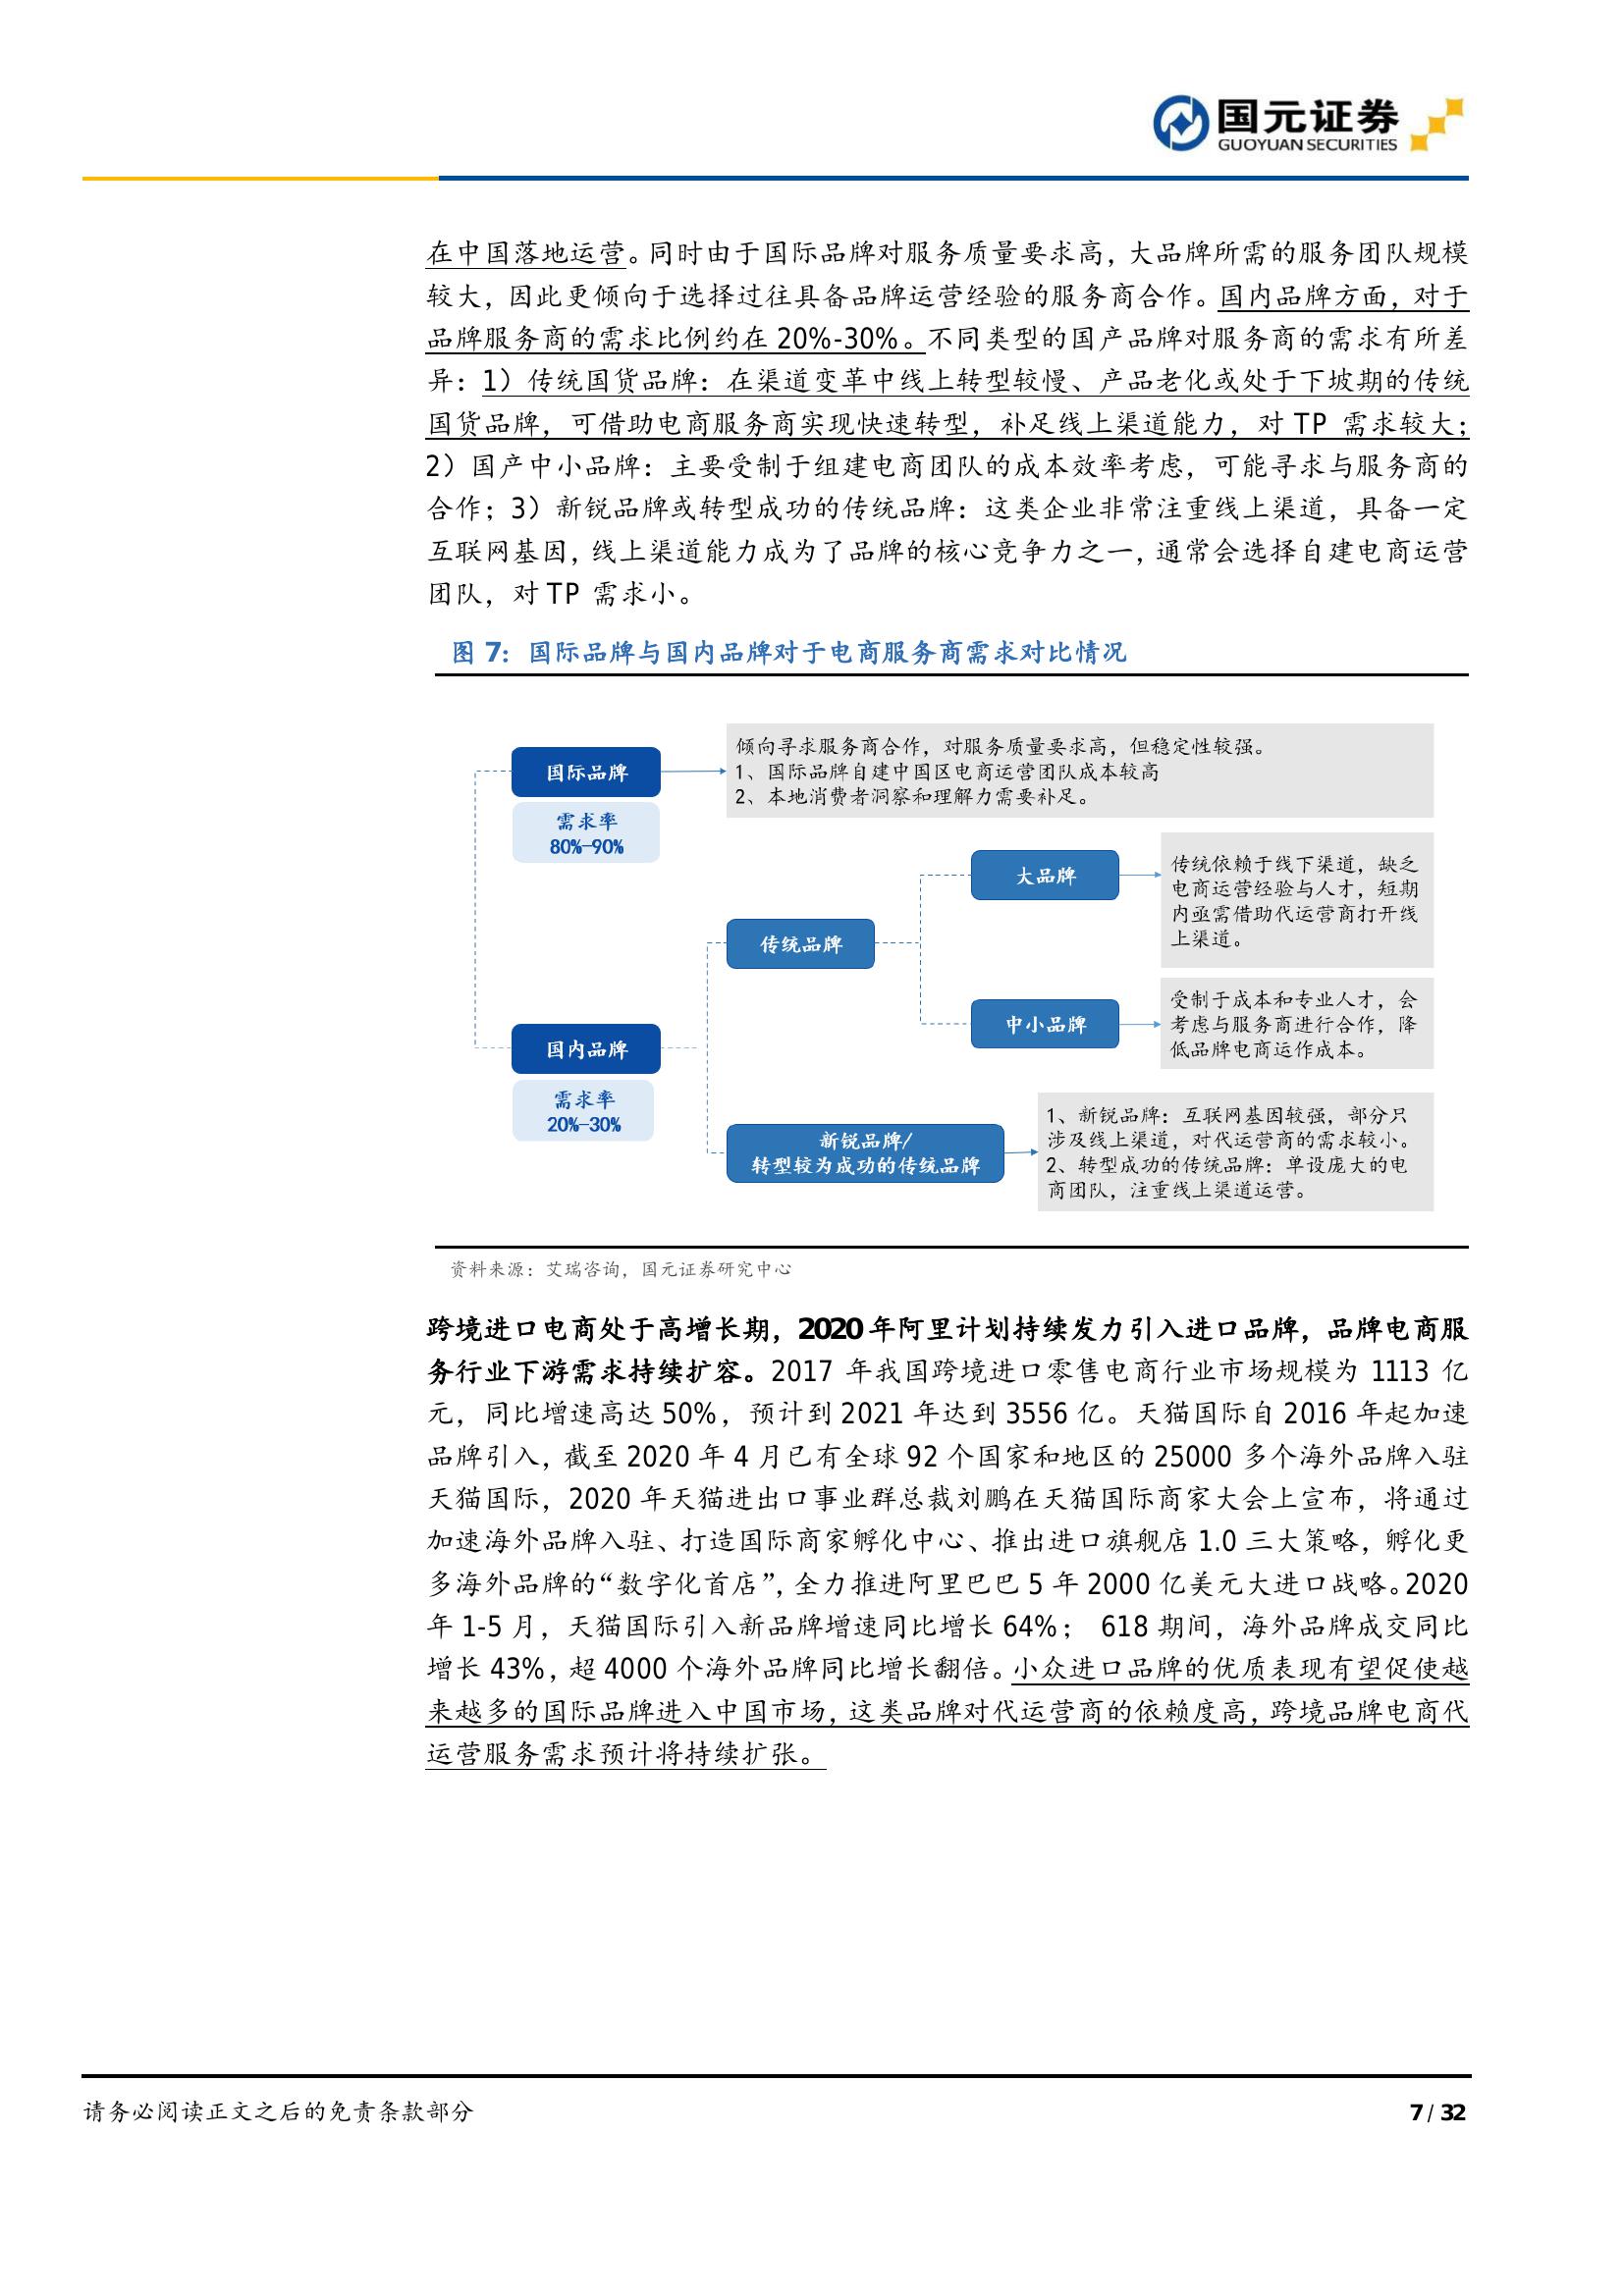 国元证券
GUOYUAN SECURITIES
在中国落地运营。同时由于国际品牌对服务质量要求高，大品牌所需的服务团队规模
较大，因此更倾向于选择过往具备品牌运营经验的服务商合作。国内品牌方面，对于
品牌服务商的需求比例约在 20%-30%。不同类型的国产品牌对服务商的需求有所差
异：1）传统国货品牌：在渠道变革中线上转型较慢、产品老化或处于下坡期的传统
国货品牌，可借助电商服务商实现快速转型，补足线上渠道能力，对 TP 需求较大；
2）国产中小品牌：主要受制于组建电商团队的成本效率考虑，可能寻求与服务商的
合作；3）新锐品牌或转型成功的传统品牌：这类企业非常注重线上渠道，具备一定
互联网基因，线上渠道能力成为了品牌的核心竞争力之一，通常会选择自建电商运营
团队，对 TP 需求小。
图 7：国际品牌与国内品牌对于电商服务商需求对比情况
国际品牌
需求率
80%-90%
倾向寻求服务商合作，对服务质量要求高，但稳定性较强。
1、国际品牌自建中国区电商运营团队成本较高
2、本地消费者洞察和理解力需要补足。
国内品牌
需求率
20%-30%
传统品牌
大品牌
传统依赖于线下渠道，缺乏
电商运营经验与人才，短期
内亟需借助代运营商打开线
上渠道。
中小品牌
受制于成本和专业人才，会
考虑与服务商进行合作，降
低品牌电商运作成本。
新锐品牌/
转型较为成功的传统品牌
1、新锐品牌：互联网基因较强，部分只
涉及线上渠道，对代运营商的需求较小。
2、转型成功的传统品牌：单设庞大的电
商团队，注重线上渠道运营。
资料来源：艾瑞咨询，国元证券研究中心
跨境进口电商处于高增长期，2020 年阿里计划持续发力引入进口品牌，品牌电商服
务行业下游需求持续扩容。2017 年我国跨境进口零售电商行业市场规模为 1113 亿
元，同比增速高达 50%，预计到 2021 年达到 3556 亿。天猫国际自 2016 年起加速
品牌引入，截至 2020 年 4 月已有全球 92 个国家和地区的 25000 多个海外品牌入驻
天猫国际，2020 年天猫进出口事业群总裁刘鹏在天猫国际商家大会上宣布，将通过
加速海外品牌入驻、打造国际商家孵化中心、推出进口旗舰店 1.0 三大策略，孵化更
多海外品牌的“数字化首店”，全力推进阿里巴巴 5 年 2000 亿美元大进口战略。2020
年 1-5 月，天猫国际引入新品牌增速同比增长 64%； 618 期间，海外品牌成交同比
增长 43%，超 4000 个海外品牌同比增长翻倍。小众进口品牌的优质表现有望促使越
来越多的国际品牌进入中国市场，这类品牌对代运营商的依赖度高，跨境品牌电商代
运营服务需求预计将持续扩张。
请务必阅读正文之后的免责条款部分
7 / 32